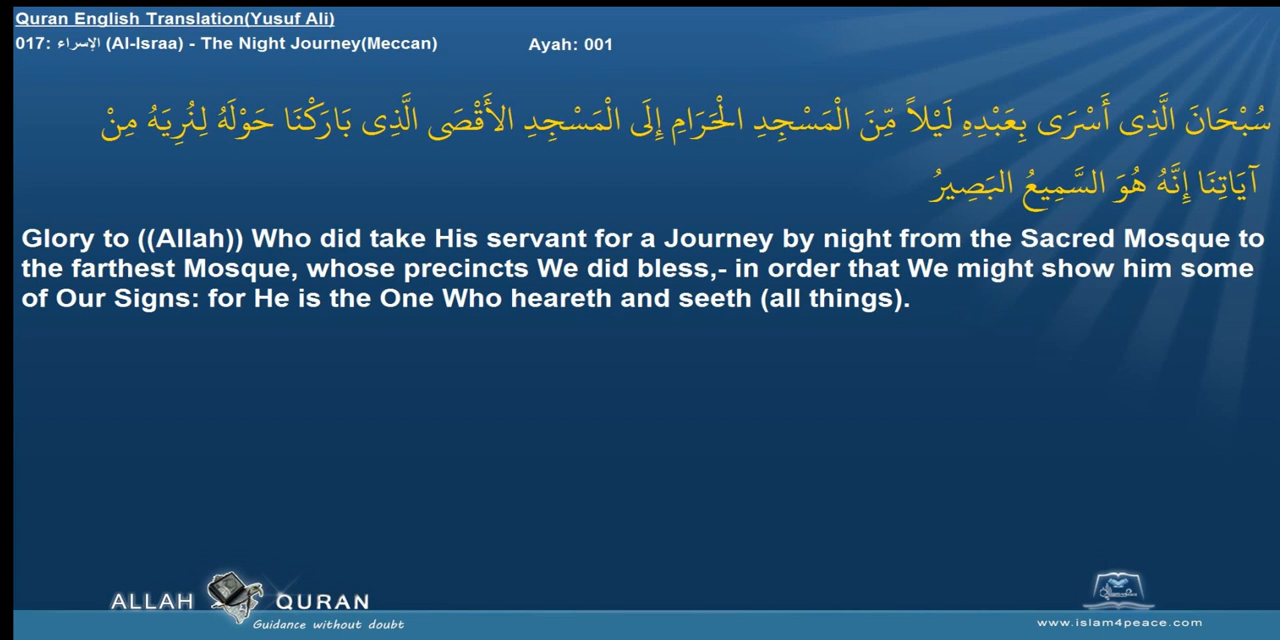 Quran English Translation(Yusuf Ali)
017: الإسراء (Al-Israa) - The Night Journey(Meccan) Ayah: 001
سُبْحَانَ الَّذِى أَسْرَى بِعَبْدِهِ لَيْلاً مِّنَ الْمَسْجِدِ الْحَرَامِ إِلَى الْمَسْجِدِ الأَقْصَى الَّذِى بَارَكْنَا حَوْلَهُ لِنُرِيَهُ مِنْ
آيَاتِنَا إِنَّهُ هُوَ السَّمِيعُ البَصِيرُ
Glory to ((Allah)) Who did take His servant for a Journey by night from the Sacred Mosque to
the farthest Mosque, whose precincts We did bless,- in order that We might show him some
of Our Signs: for He is the One Who heareth and seeth (all things).
ALLAH QURAN
Guidance without doubt
www.islam4peace.com